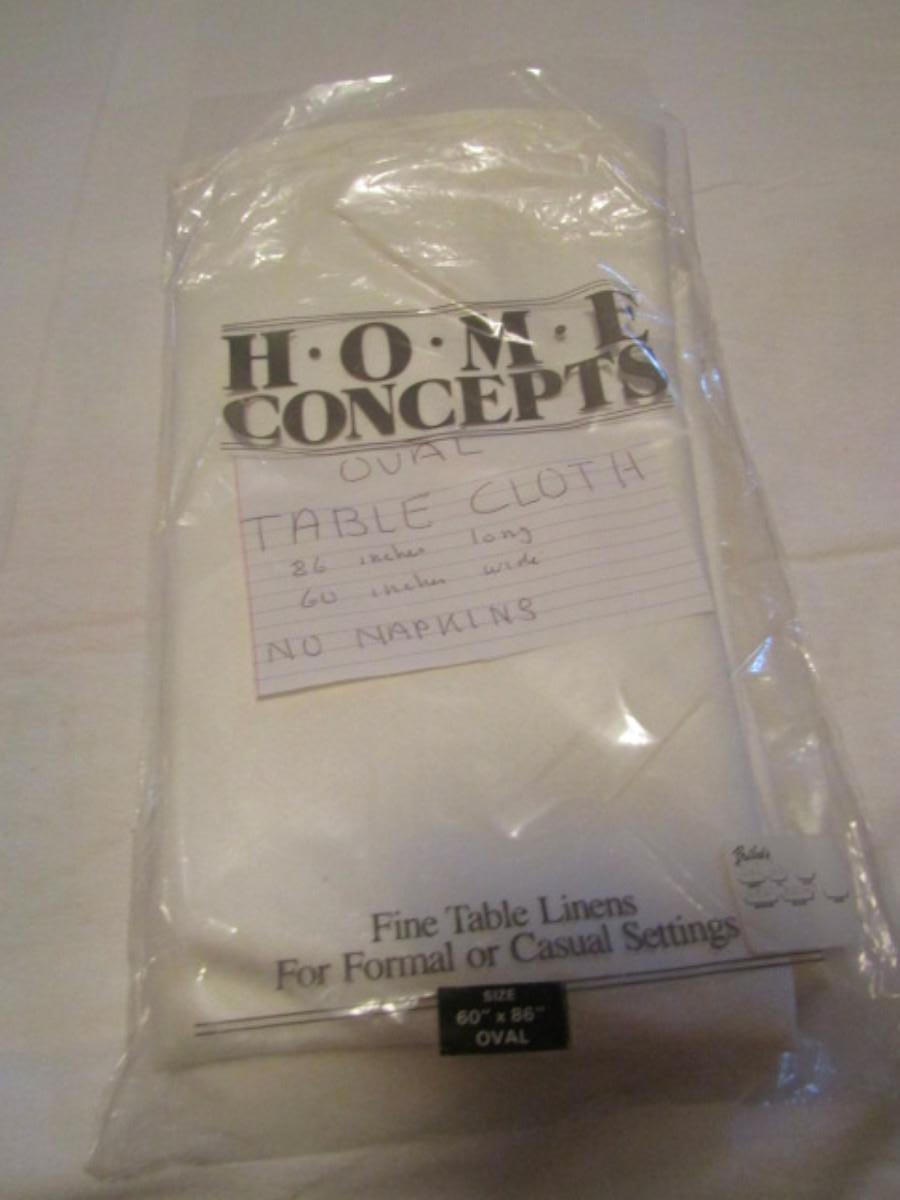 H·O·M·E
CONCEPTS
OVAL
TABLE CLOTH
86 inches long
60 inches wide
NO NAPKINS
Fine Table Linens
For Formal or Casual Settings
SIZE
60" x 86"
OVAL